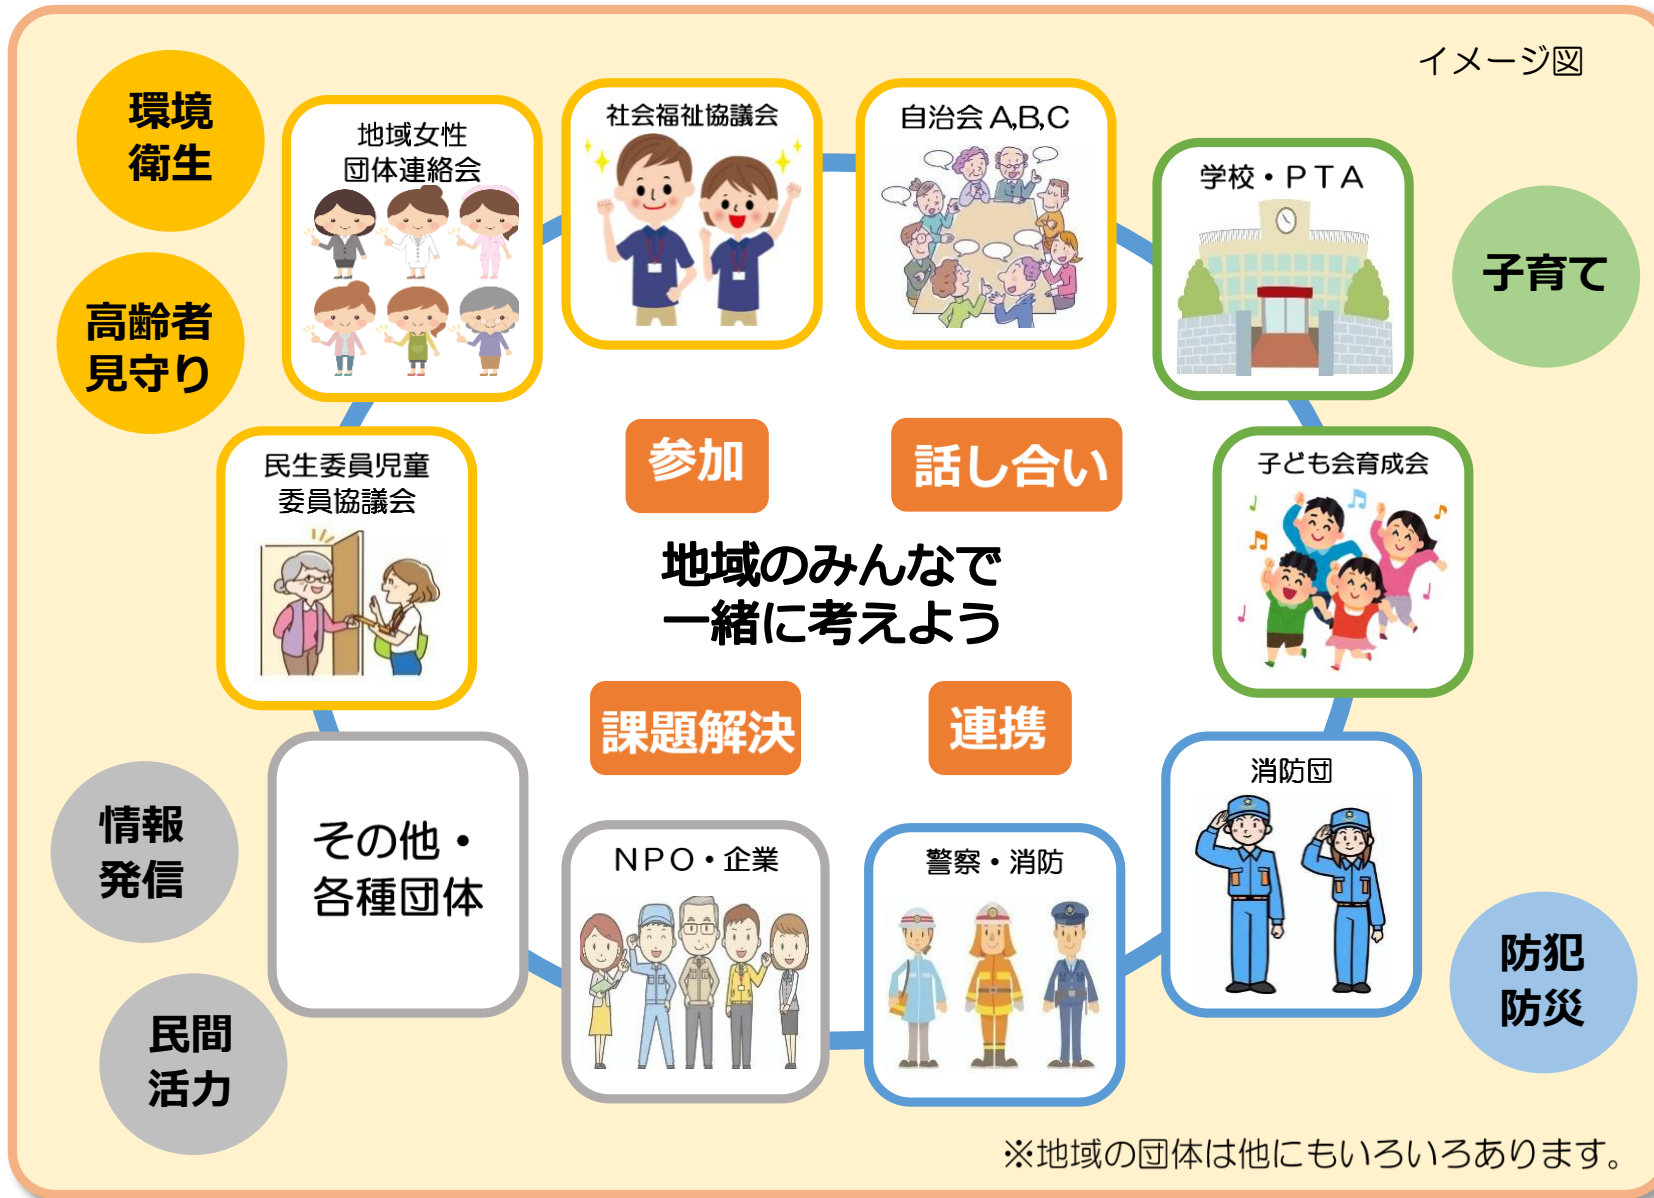 イメージ図
環境
衛生
高齢者
見守り
地域女性
団体連絡会
社会福祉協議会
自治会 A,B,C
学校・ＰＴＡ
子育て
民生委員児童
委員協議会
子ども会育成会
参加
話し合い
地域のみんなで
一緒に考えよう
課題解決
連携
情報
発信
民間
活力
その他・
各種団体
ＮＰＯ・企業
警察・消防
消防団
防犯
防災
※地域の団体は他にもいろいろあります。